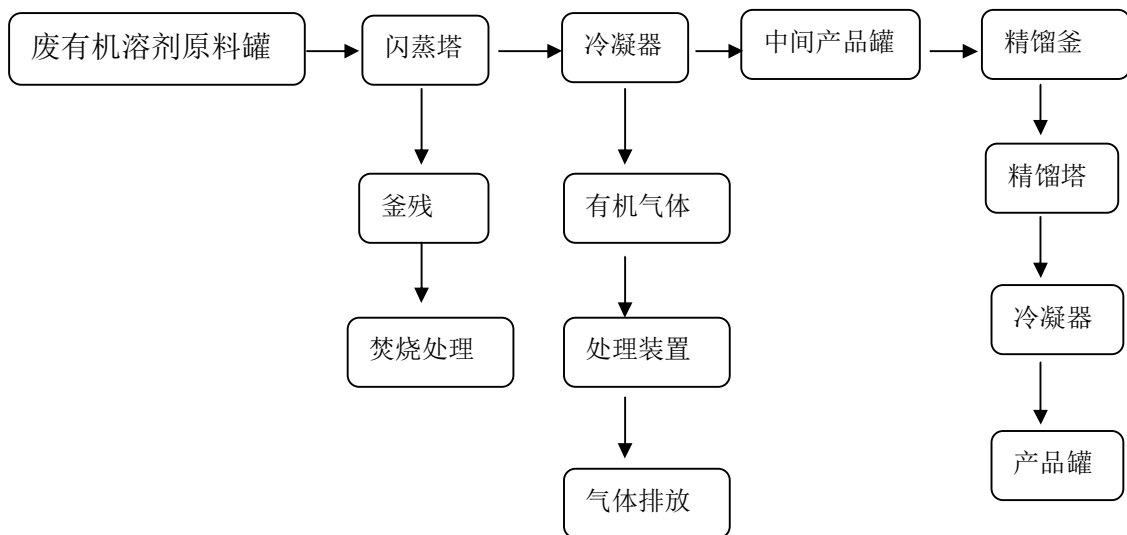 废有机溶剂原料罐
闪蒸塔
冷凝器
中间产品罐
精馏釜
釜残
有机气体
精馏塔
焚烧处理
处理装置
冷凝器
气体排放
产品罐